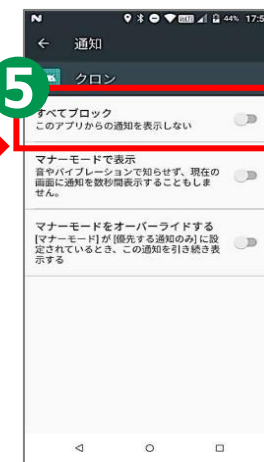 44% 17:5
通知
クロン
5
すべてブロック
このアプリからの通知を表示しない
マナーモードで表示
音やバイブレーションで知らせず、現在の
画面に通知を数秒間表示することもしま
せん。
マナーモードをオーバーライドする
[マナーモード] が [優先する通知のみ] に設
定されているとき、この通知を引き続き表
示する